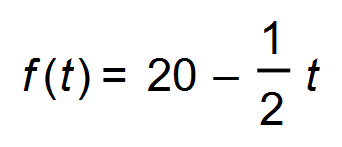 f(t) = 20 – 1/2 t